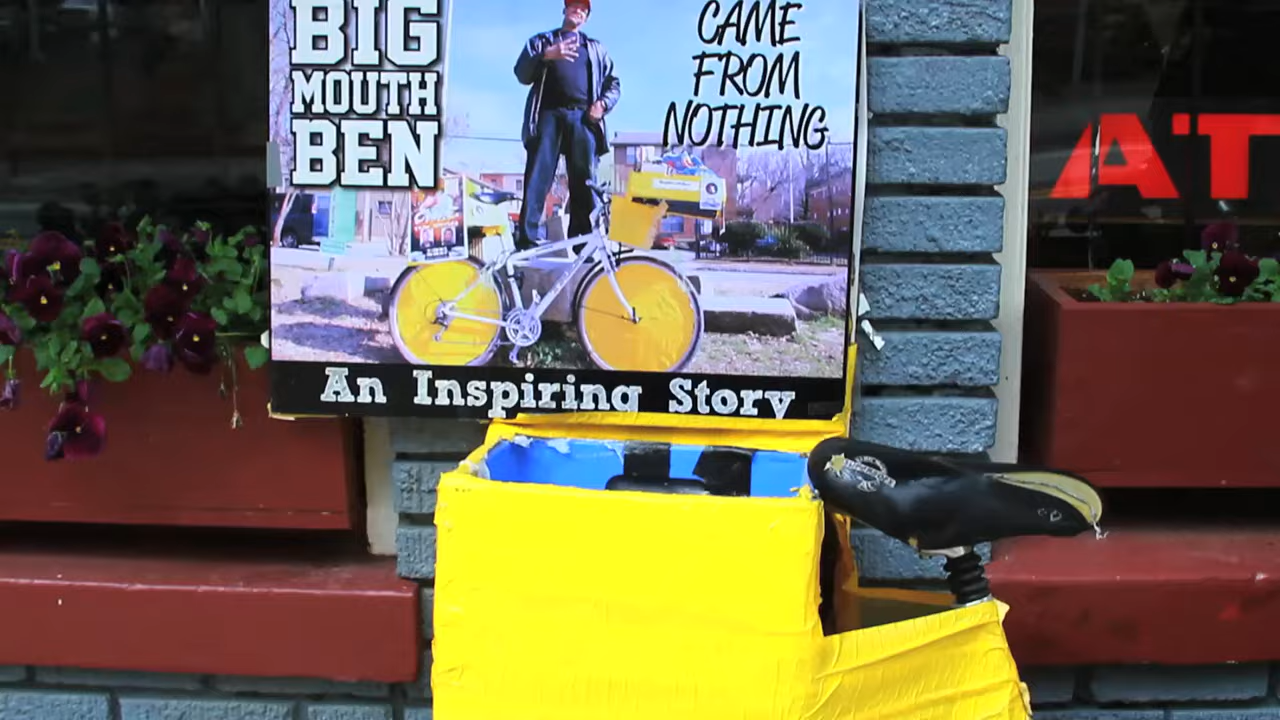 BIG
MOUTH
BEN
CAME
FROM
NOTHING
An Inspiring Story
AT